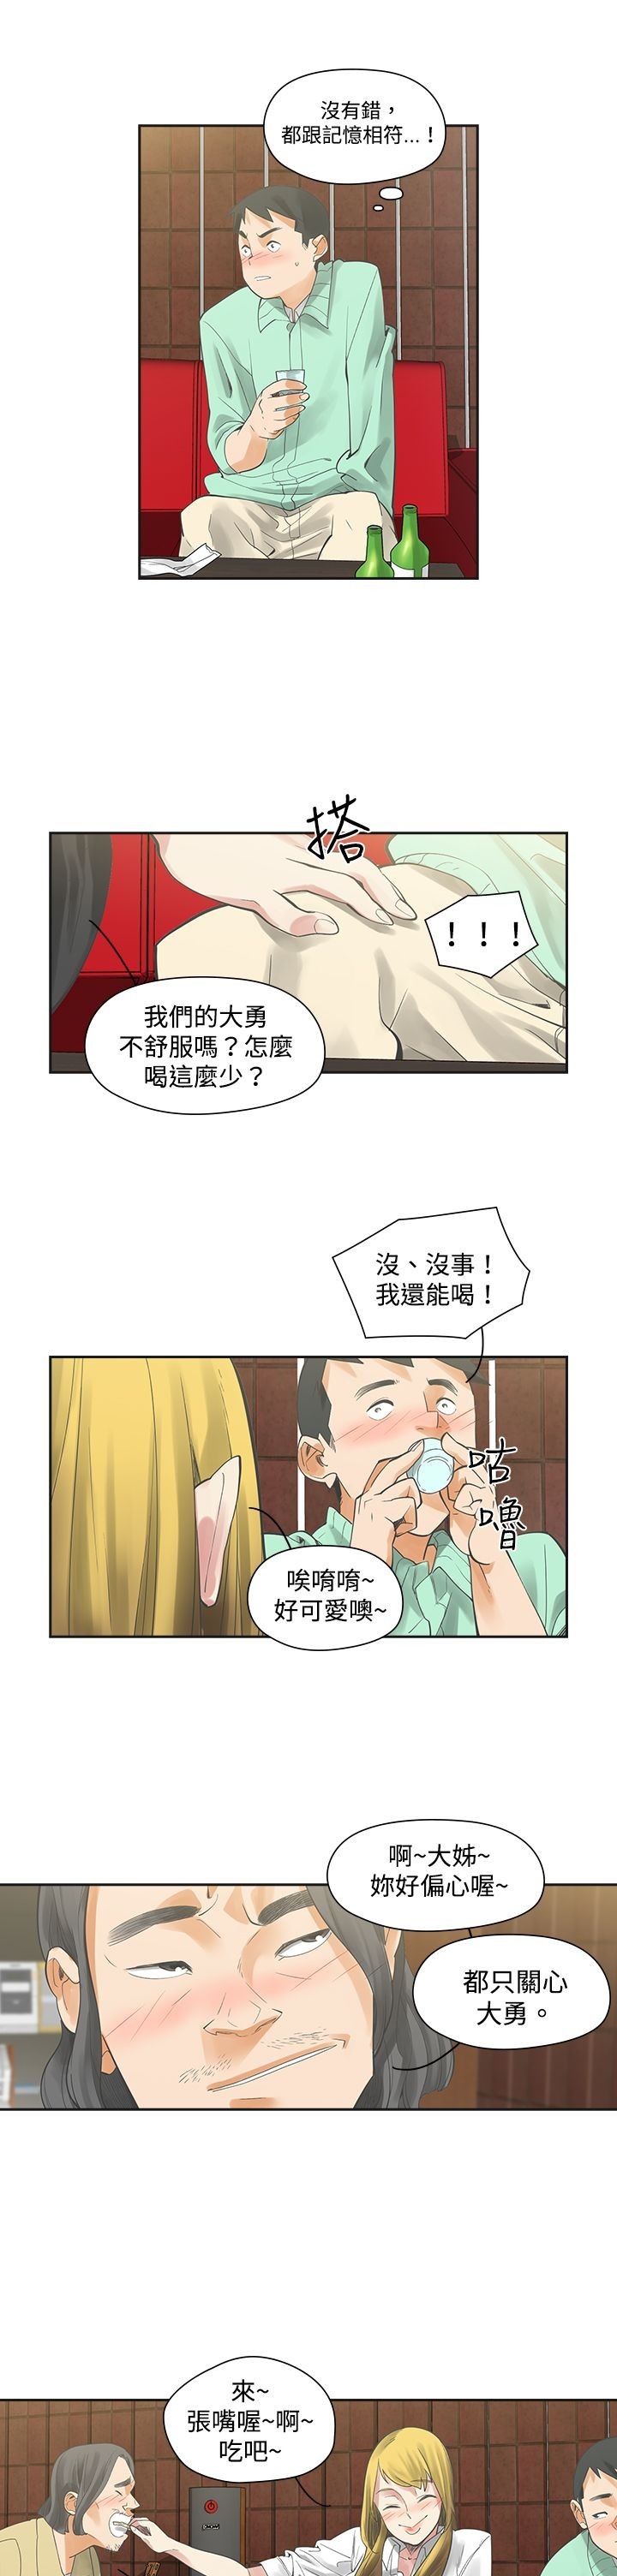 沒有錯，
都跟記憶相符...！
搭
！！！
我們的大勇
不舒服嗎？怎麼
喝這麼少？
沒、沒事！
我還能喝！
咕
嚕
唉唷唷~
好可愛噢~
啊~大姊~
妳好偏心喔~
都只關心
大勇。
來~
張嘴喔~啊~
吃吧~